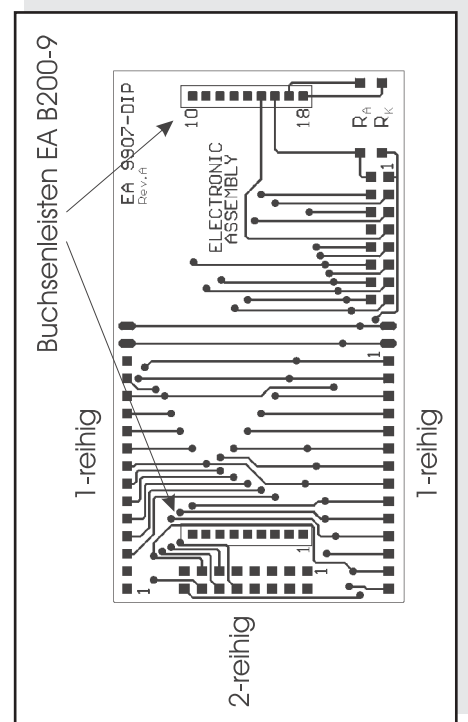 Buchsenleisten EA B200-9
EA 9907-DIP
Rev.A
10
18
ELECTRONIC
ASSEMBLY
RA
RK
1
1
1-reihig
1-reihig
1
1
1
2-reihig